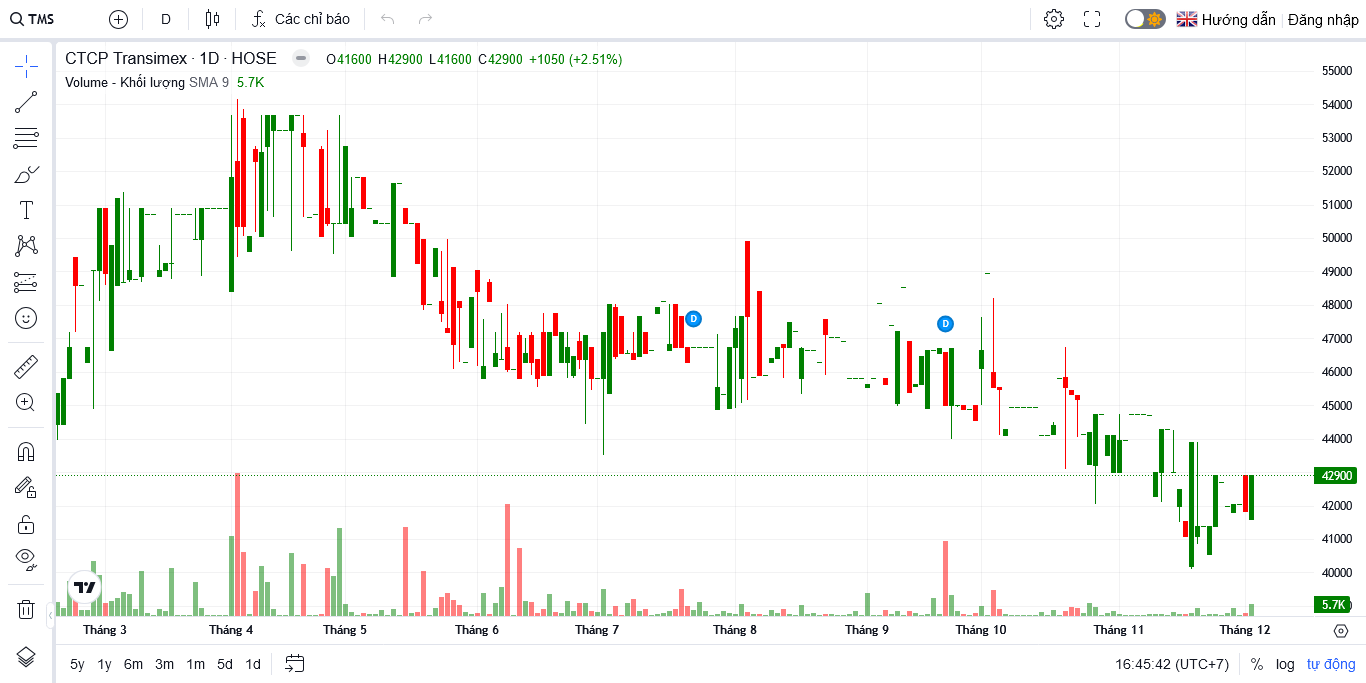 TMS D Các chỉ báo Hướng dẫn Đăng nhập
CTCP Transimex · 1D · HOSE O41600 H42900 L41600 C42900 +1050 (+2.51%)
Volume - Khối lượng SMA 9 5.7K
55000
54000
53000
52000
51000
50000
49000
48000
D
D
47000
46000
45000
44000
42900
42000
41000
40000
5.7K
Tháng 3 Tháng 4 Tháng 5 Tháng 6 Tháng 7 Tháng 8 Tháng 9 Tháng 10 Tháng 11 Tháng 12
5y 1y 6m 3m 1m 5d 1d 16:45:42 (UTC+7) % log tự động